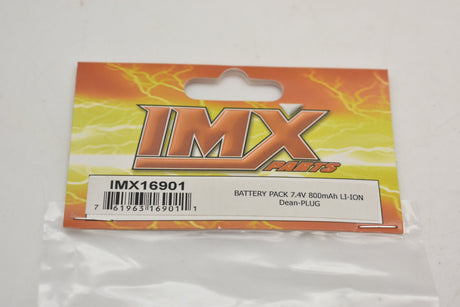 IMX
PARTS
IMX16901
BATTERY PACK 7.4V 800mAh LI-ION
Dean-PLUG
7 61963 16901 1